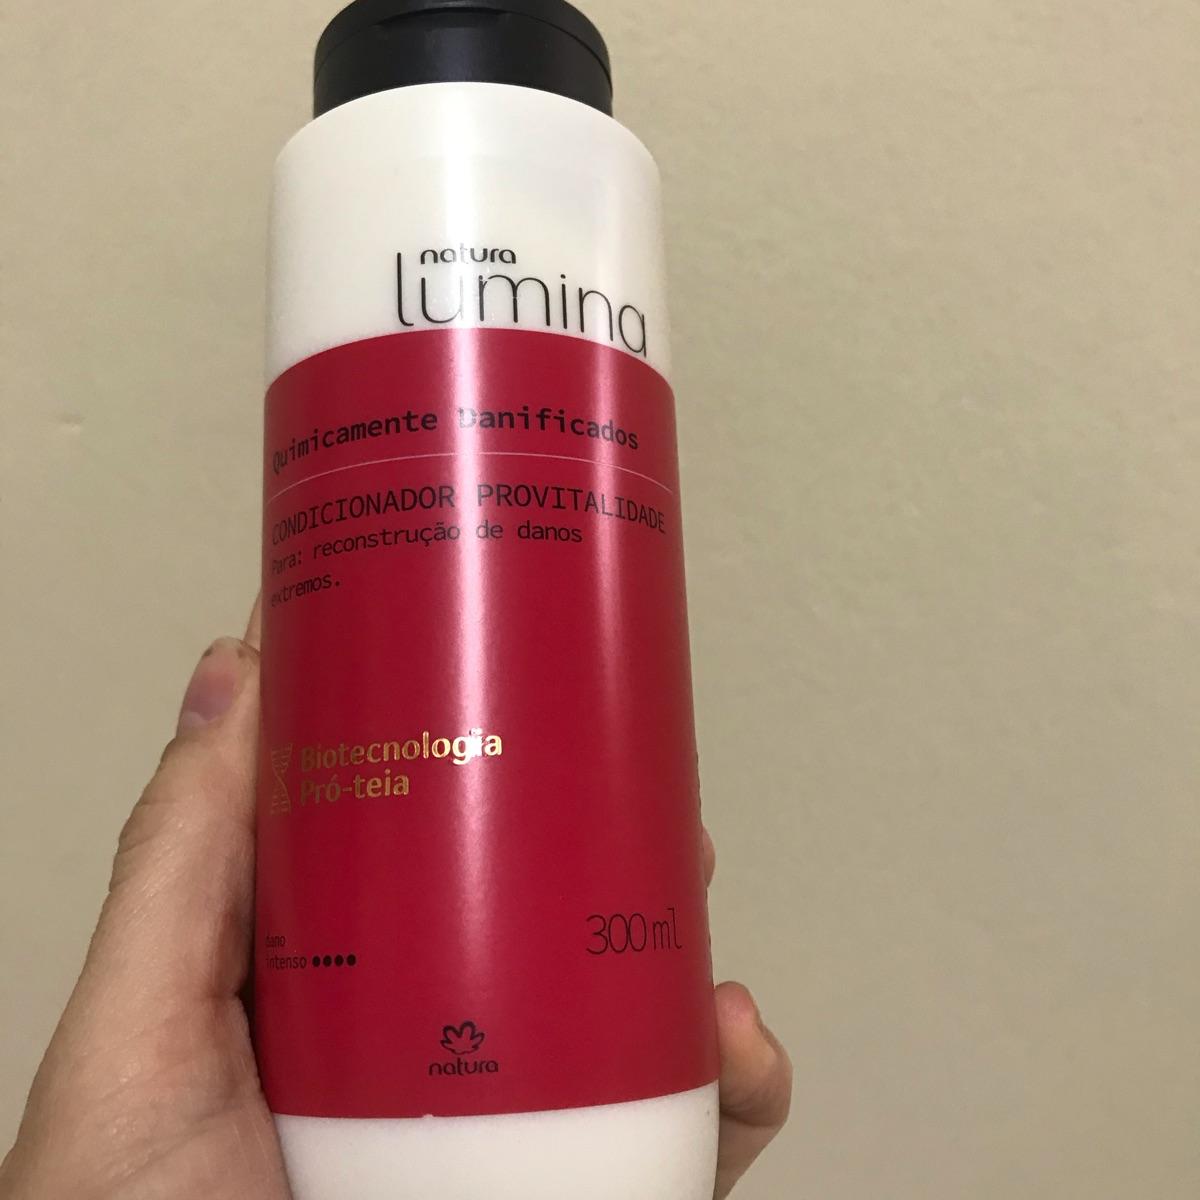 natura
lumina
Quimicamente Danificados
CONDICIONADOR PROVITALIDADE
Para: reconstrução de danos
extremos.
Biotecnologia
Pró-teia
dano
intenso
300 ml
natura